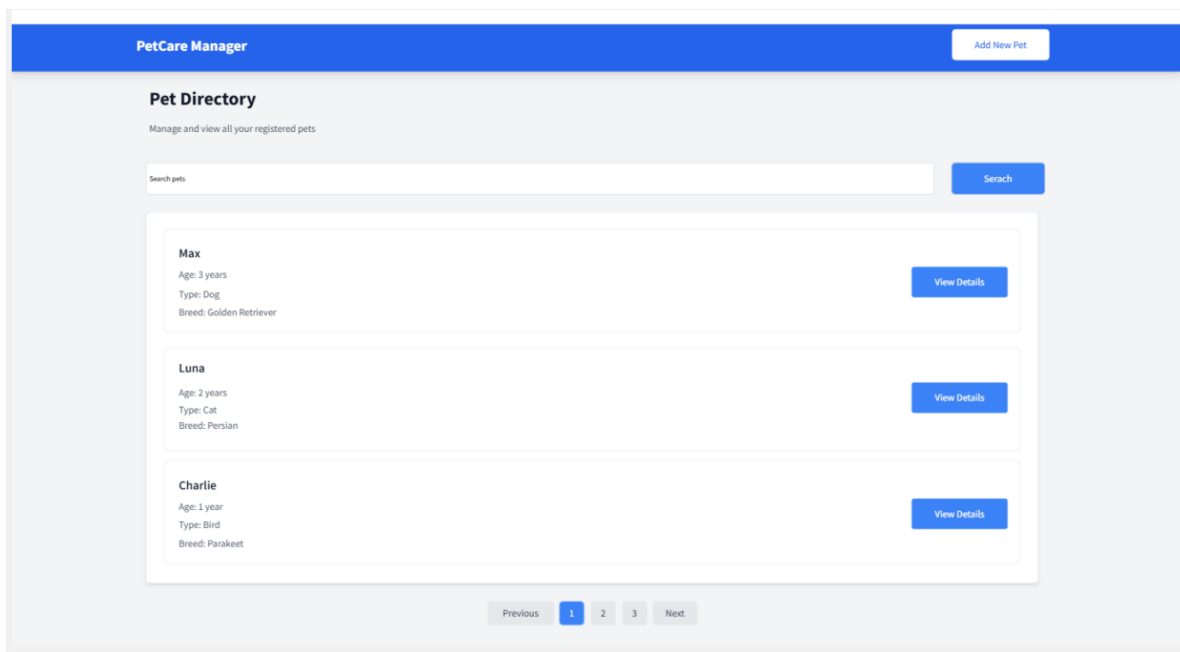 PetCare Manager
Add New Pet
Pet Directory
Manage and view all your registered pets
Search pets
Serach
Max
Age: 3 years
Type: Dog
Breed: Golden Retriever
View Details
Luna
Age: 2 years
Type: Cat
Breed: Persian
View Details
Charlie
Age: 1 year
Type: Bird
Breed: Parakeet
View Details
Previous 1 2 3 Next